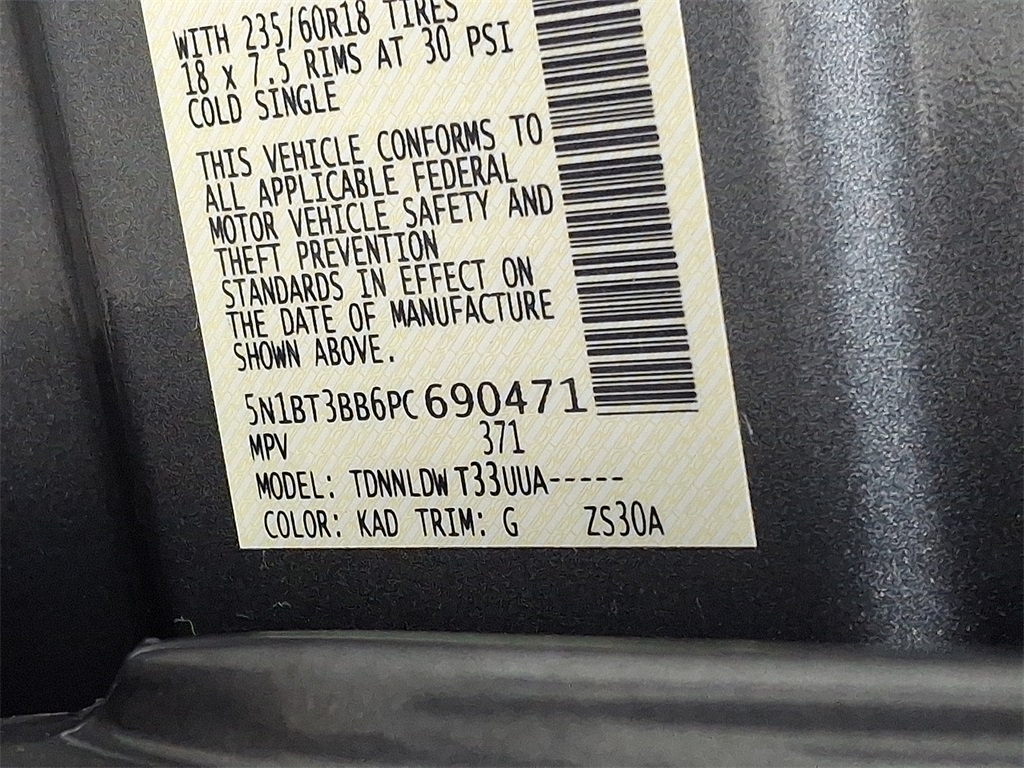 WITH 235/60R18 TIRES
18 x 7.5 RIMS AT 30 PSI
COLD SINGLE
THIS VEHICLE CONFORMS TO
ALL APPLICABLE FEDERAL
MOTOR VEHICLE SAFETY AND
THEFT PREVENTION
STANDARDS IN EFFECT ON
THE DATE OF MANUFACTURE
SHOWN ABOVE.
5N1BT3BB6PC690471
MPV 371
MODEL: TDNNLDW T33UUA-----
COLOR: KAD TRIM: G ZS30A